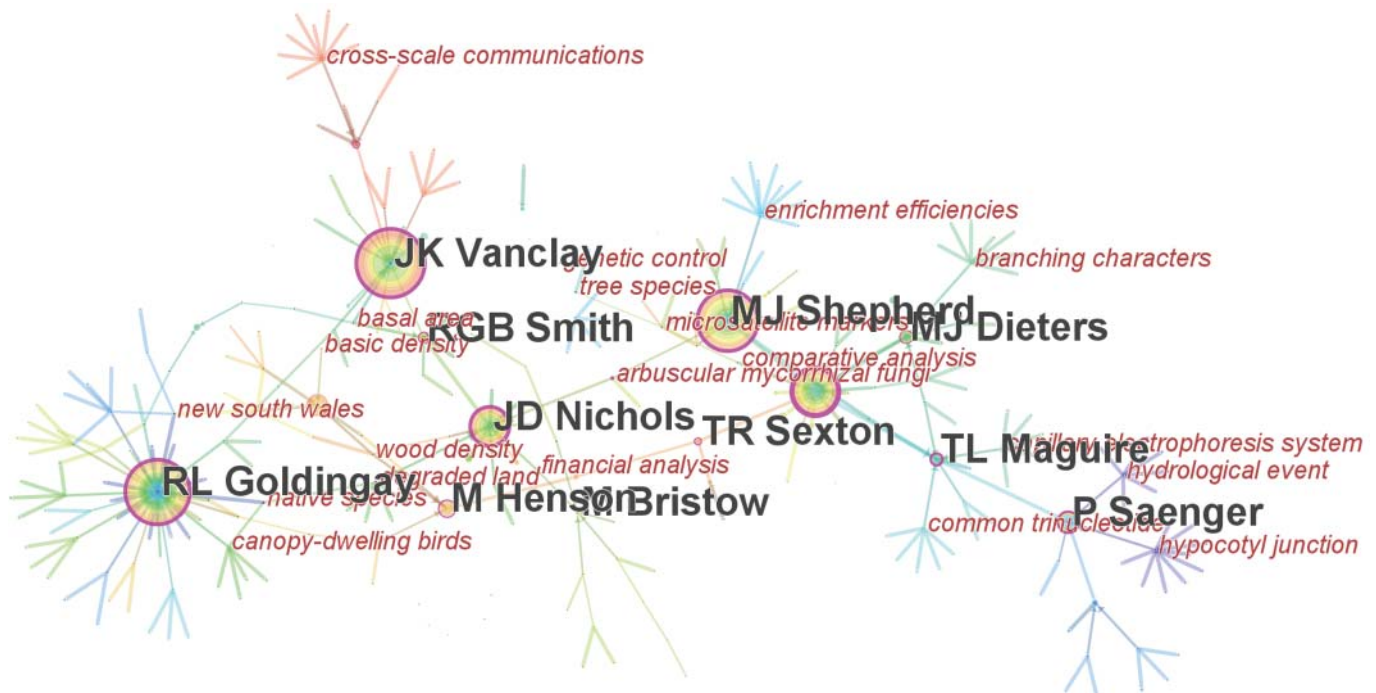 cross-scale communications
enrichment efficiencies
JK Vanclay
genetic control
branching characters
tree species
MJ Shepherd
basal area
RGB Smith
microsatellite markers
MJ Dieters
basic density
comparative analysis
arbuscular mycorrhizal fungi
new south wales
JD Nichols
TR Sexton
wood density
financial analysis
TL Maguire
capillary electrophoresis system
degraded land
hydrological event
RL Goldingay
native species
M Henson
M Bristow
P Saenger
common trinucleotide
canopy-dwelling birds
hypocotyl junction